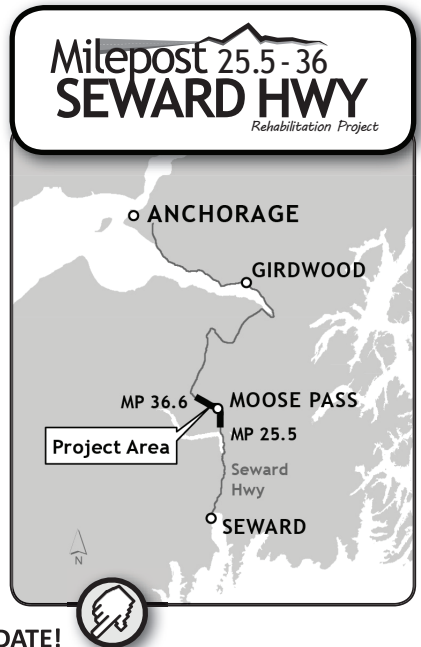 Milepost 25.5-36
SEWARD HWY
Rehabilitation Project
ANCHORAGE
GIRDWOOD
MP 36.6
MOOSE PASS
MP 25.5
Project Area
Seward
Hwy
SEWARD
N
DATE!